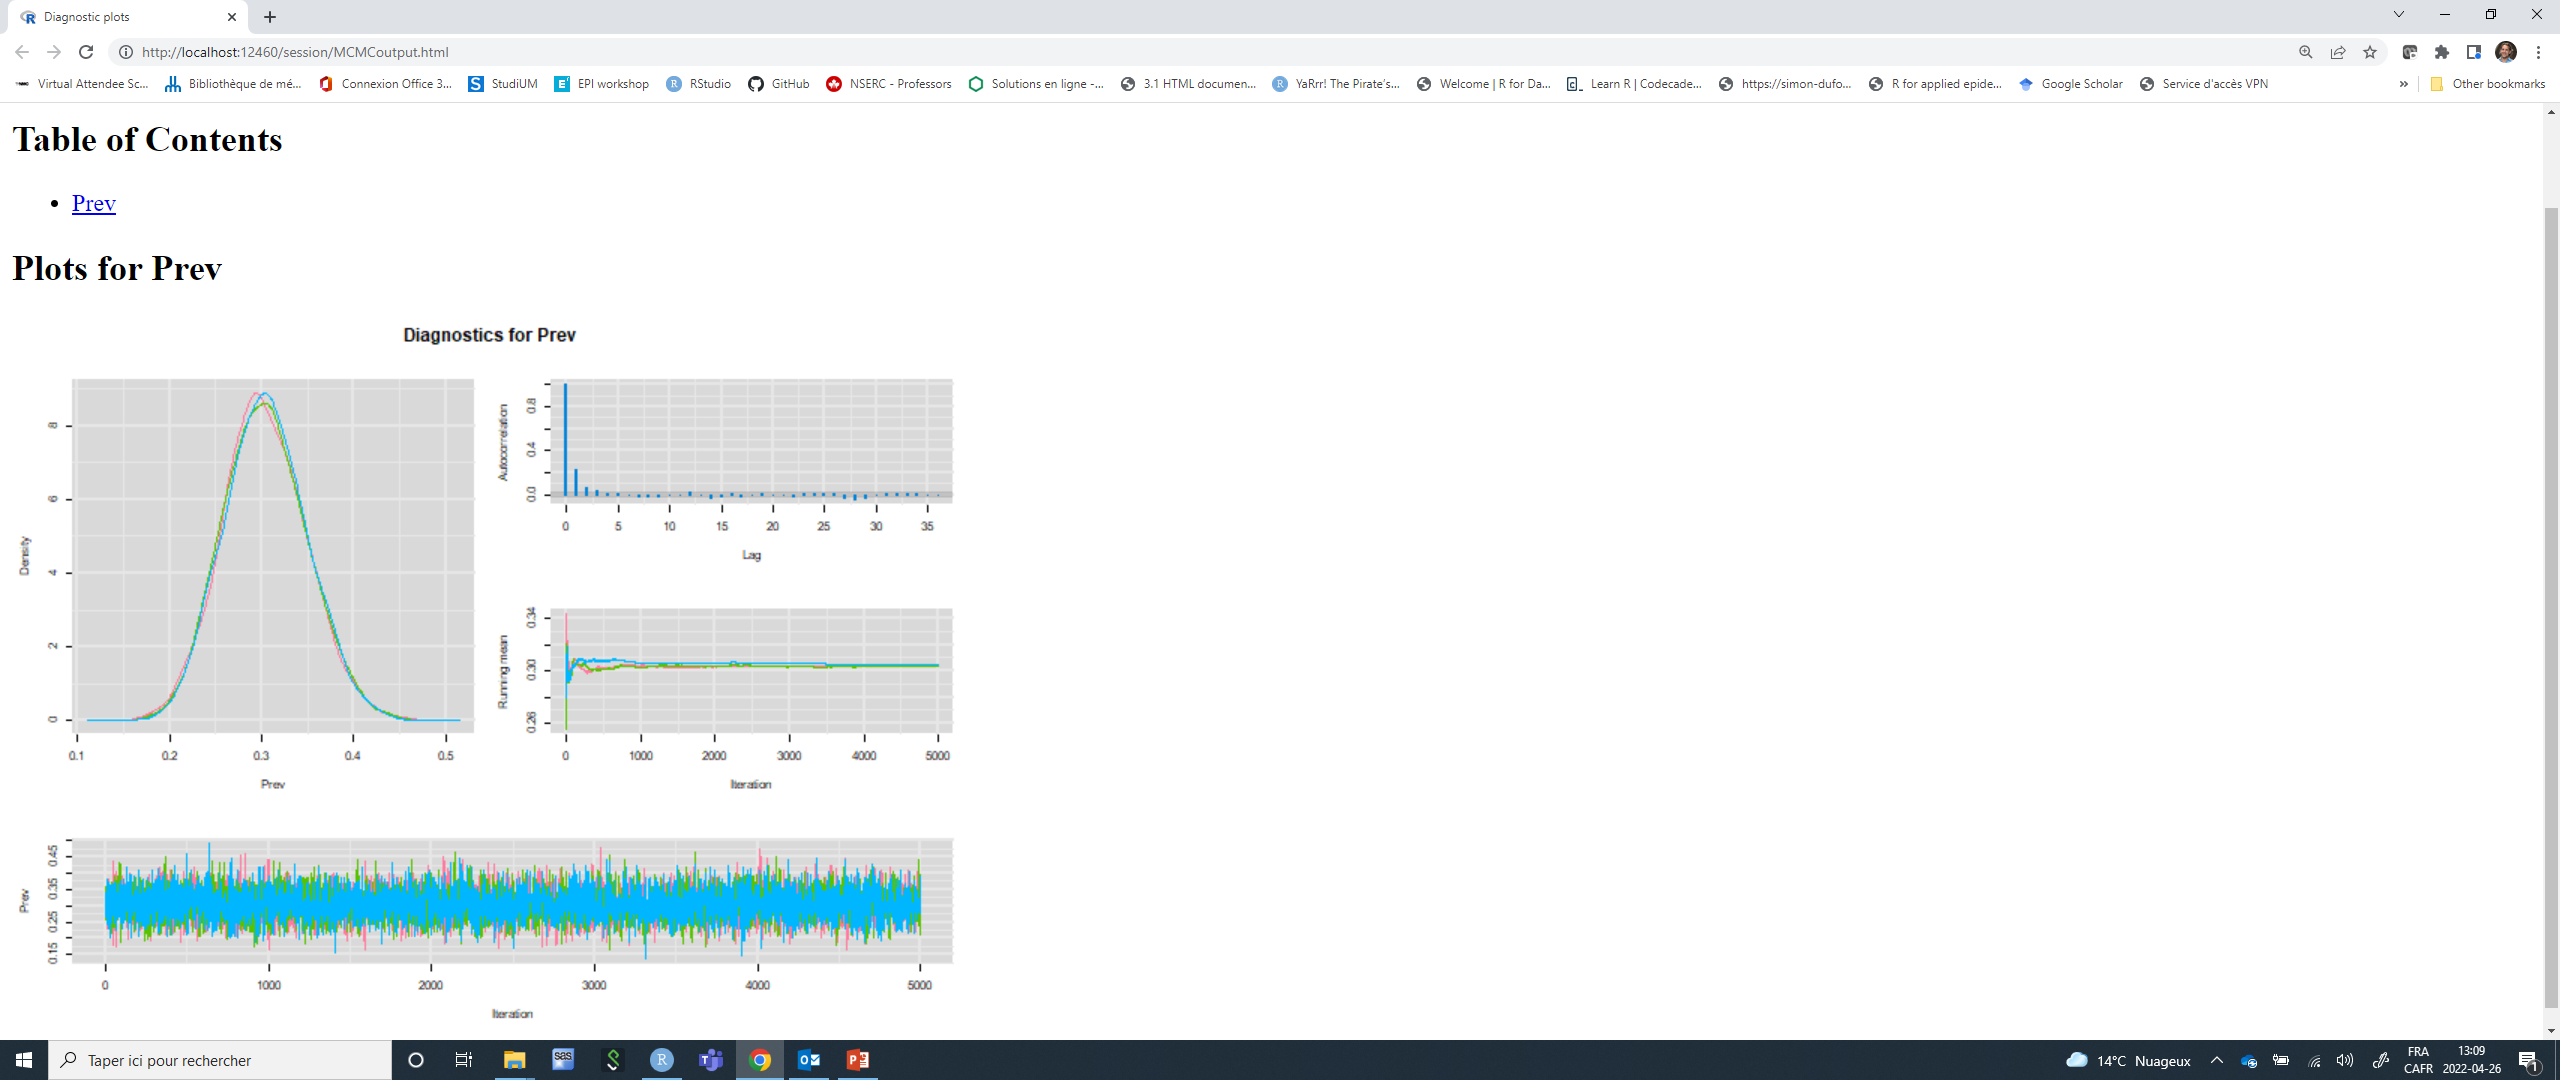 Diagnostic plots
http://localhost:12460/session/MCMCoutput.html
Virtual Attendee Sc... Bibliothèque de mé... Connexion Office 3... StudiUM EPI workshop RStudio GitHub NSERC - Professors Solutions en ligne -... 3.1 HTML documen... YaRrr! The Pirate's... Welcome | R for Da... Learn R | Codecade... https://simon-dufo... R for applied epide... Google Scholar Service d'accès VPN » Other bookmarks
Table of Contents
• Prev
Plots for Prev
Diagnostics for Prev
Density
0 2 4 6 8
0.1 0.2 0.3 0.4 0.5
Prev
Autocorrelation
0.0 0.4 0.8
0 5 10 15 20 25 30 35
Lag
Running mean
0.26 0.30 0.34
0 1000 2000 3000 4000 5000
Iteration
Prev
0.15 0.25 0.35 0.45
0 1000 2000 3000 4000 5000
Iteration
Taper ici pour rechercher
sas
14°C Nuageux
FRA
CAFR
13:09
2022-04-26
1